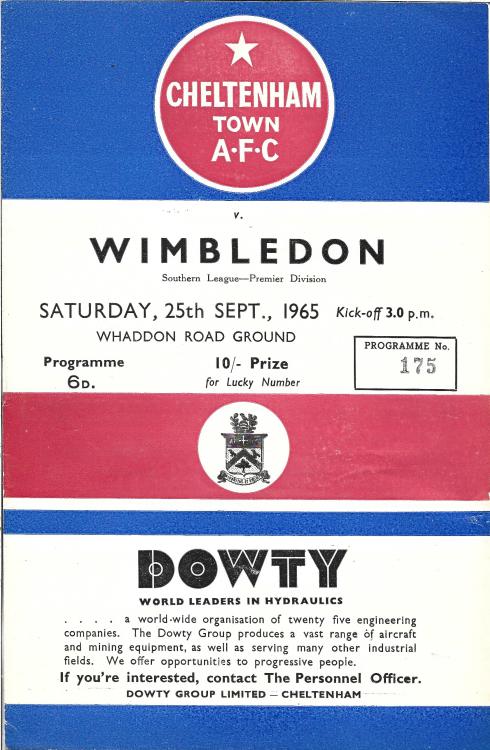 CHELTENHAM
TOWN
A·F·C
v.
WIMBLEDON
Southern League—Premier Division
SATURDAY, 25th SEPT., 1965 Kick-off 3.0 p.m.
WHADDON ROAD GROUND
Programme
6D.
10/- Prize
for Lucky Number
PROGRAMME No.
175
DOWTY
WORLD LEADERS IN HYDRAULICS
. . . . a world-wide organisation of twenty five engineering
companies. The Dowty Group produces a vast range of aircraft
and mining equipment, as well as serving many other industrial
fields. We offer opportunities to progressive people.
If you're interested, contact The Personnel Officer.
DOWTY GROUP LIMITED — CHELTENHAM